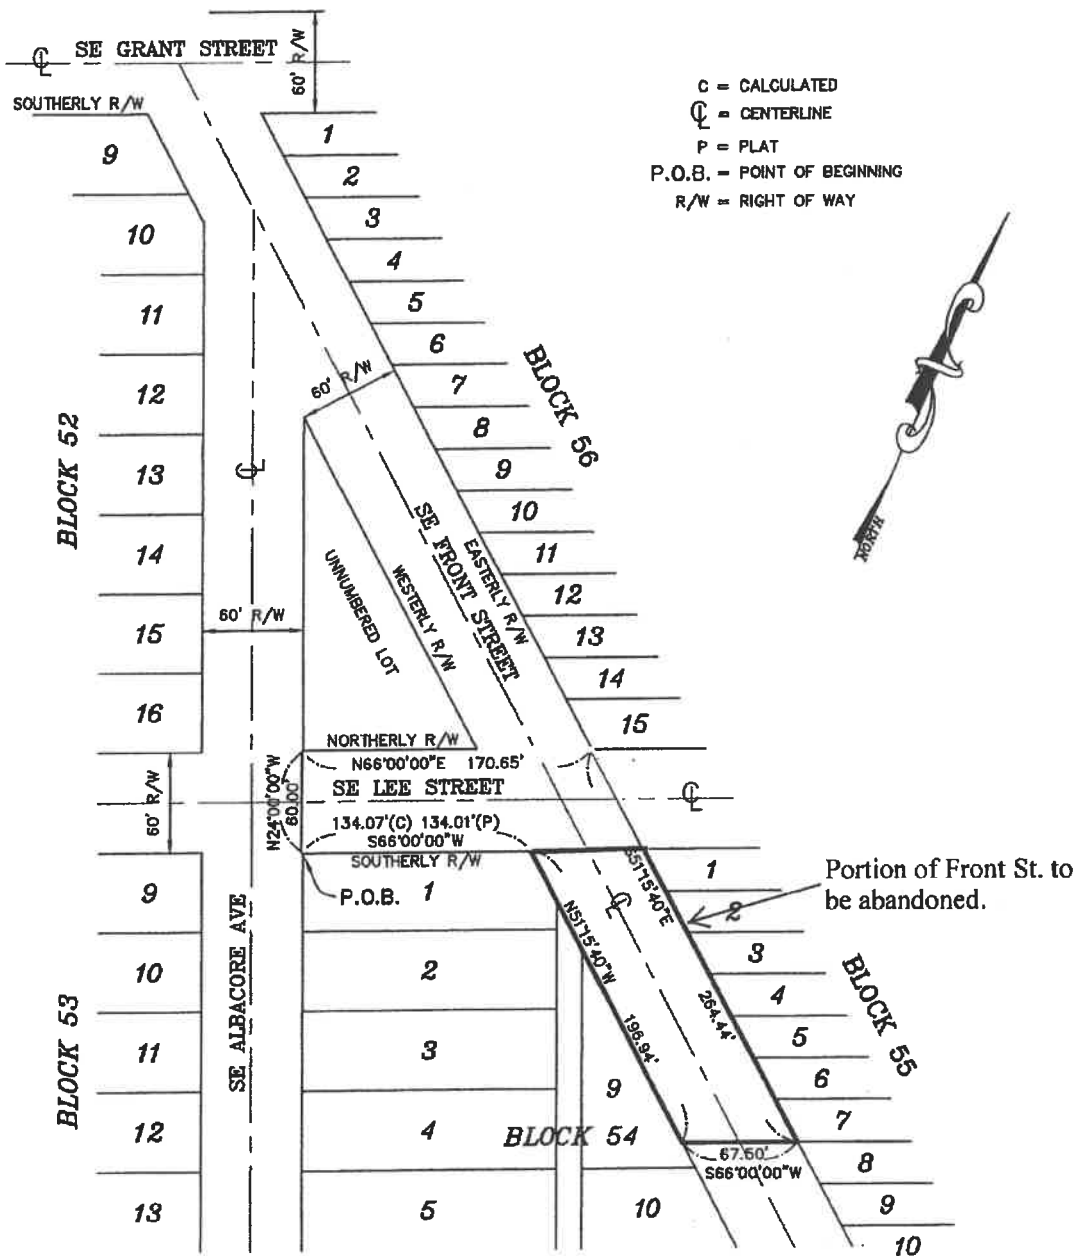 ℄ SE GRANT STREET
60' R/W
SOUTHERLY R/W
C = CALCULATED
℄ = CENTERLINE
P = PLAT
P.O.B. = POINT OF BEGINNING
R/W = RIGHT OF WAY
NORTH
9
10
11
12
13
14
15
16
BLOCK 52
℄
60' R/W
1
2
3
4
5
6
7
8
9
10
11
12
13
14
15
BLOCK 56
60' R/W
SE FRONT STREET
EASTERLY R/W
WESTERLY R/W
UNNUMBERED LOT
NORTHERLY R/W
N66°00'00"E 170.65'
SE LEE STREET
℄
60' R/W
N24°00'00"W
60.00'
134.07'(C) 134.01'(P)
S66°00'00"W
SOUTHERLY R/W
P.O.B.
9
10
11
12
13
BLOCK 53
SE ALBACORE AVE
1
2
3
4
5
9
10
BLOCK 54
℄
N51°15'40"W
196.94'
S51°15'40"E
264.44'
67.50'
S66°00'00"W
Portion of Front St. to
be abandoned.
1
2
3
4
5
6
7
8
9
10
BLOCK 55